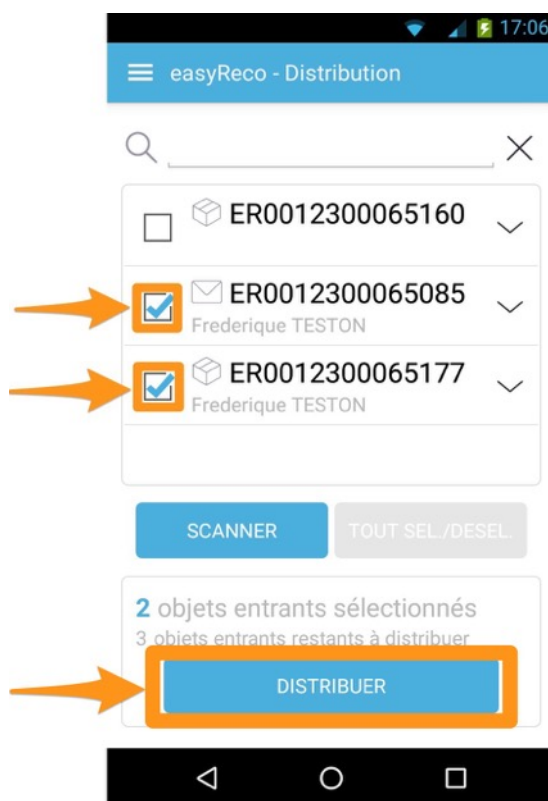 17:06
easyReco - Distribution
ER0012300065160
ER0012300065085
Frederique TESTON
ER0012300065177
Frederique TESTON
SCANNER
TOUT SEL./DESEL.
2 objets entrants sélectionnés
3 objets entrants restants à distribuer
DISTRIBUER